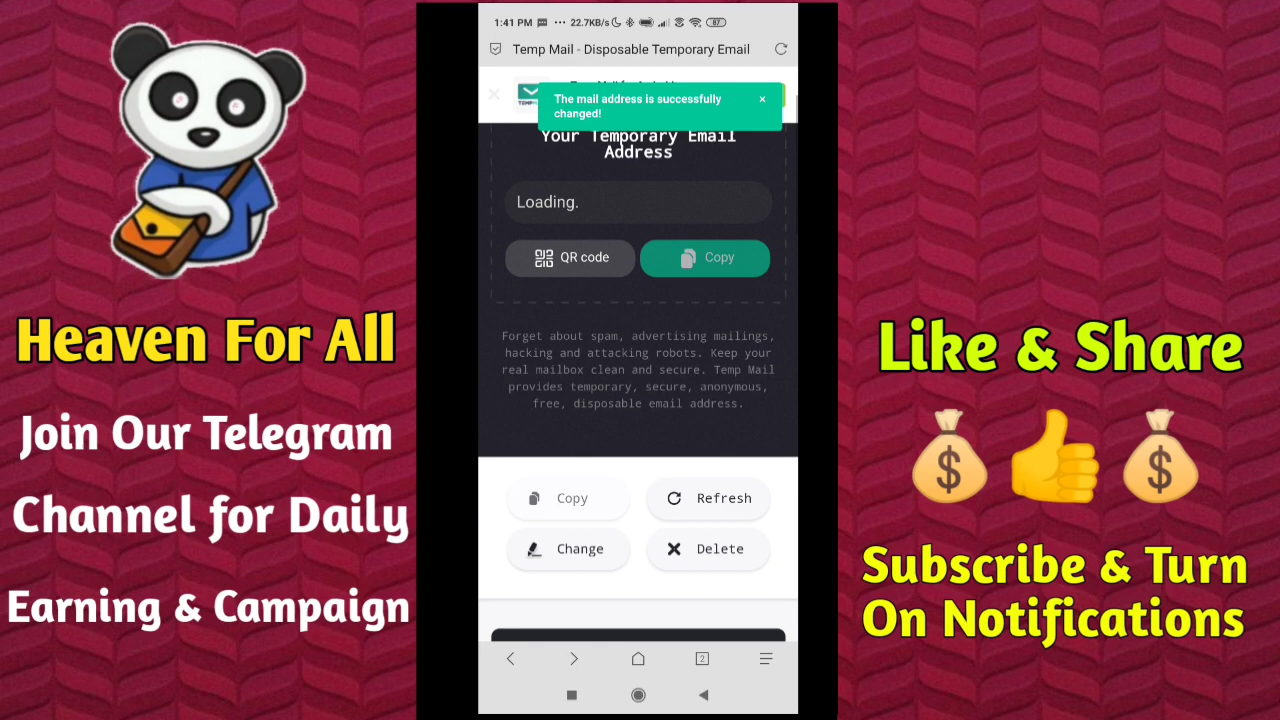 Heaven For All
Join Our Telegram
Channel for Daily
Earning & Campaign
1:41 PM
22.7KB/s
87
Temp Mail - Disposable Temporary Email
The mail address is successfully
changed!
×
Your Temporary Email
Address
Loading.
QR code
Copy
Forget about spam, advertising mailings,
hacking and attacking robots. Keep your
real mailbox clean and secure. Temp Mail
provides temporary, secure, anonymous,
free, disposable email address.
Copy
Refresh
Change
Delete
2
Like & Share
Subscribe & Turn
On Notifications